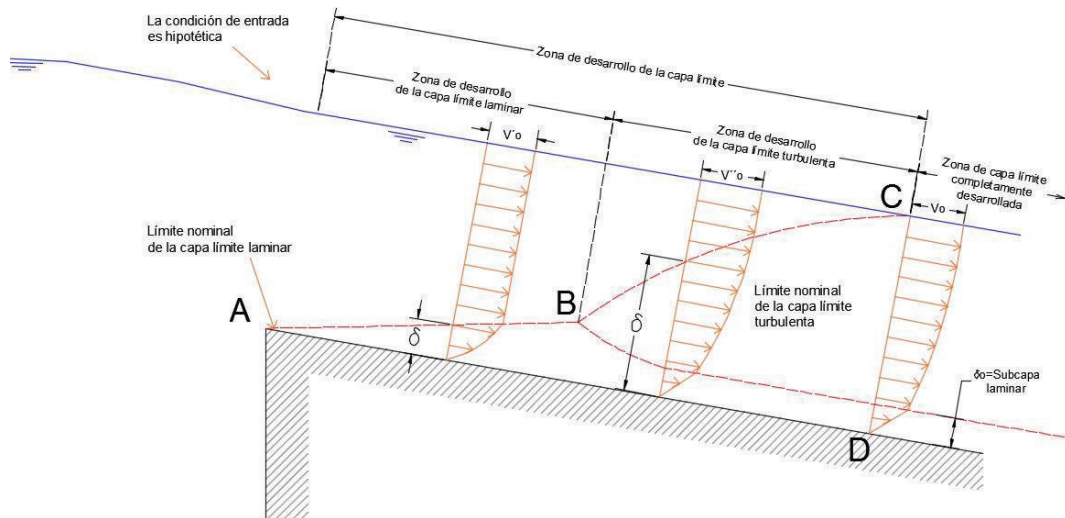 La condición de entrada
es hipotética
Zona de desarrollo de la capa límite
Zona de desarrollo
de la capa límite laminar
Zona de desarrollo
de la capa límite turbulenta
Zona de capa límite
completamente
desarrollada
V´o
V´´o
Vo
C
Límite nominal
de la capa límite laminar
A
B
δ
δ
Límite nominal
de la capa límite
turbulenta
δo=Subcapa
laminar
D